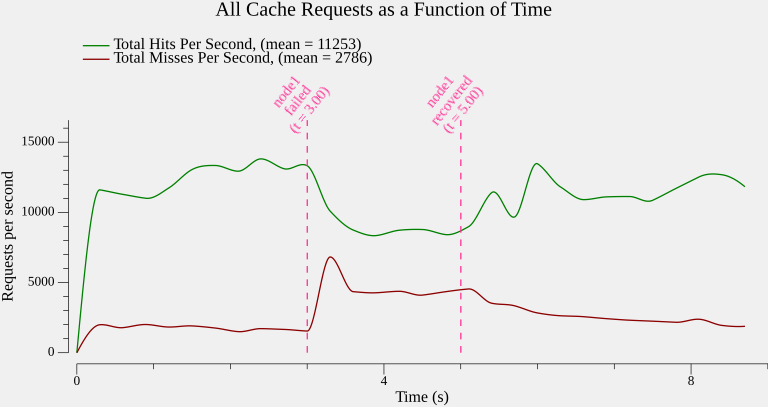 All Cache Requests as a Function of Time
Total Hits Per Second, (mean = 11253)
Total Misses Per Second, (mean = 2786)
node1
failed
(t = 3.00)
node1
recovered
(t = 5.00)
Requests per second
15000
10000
5000
0
0
4
8
Time (s)